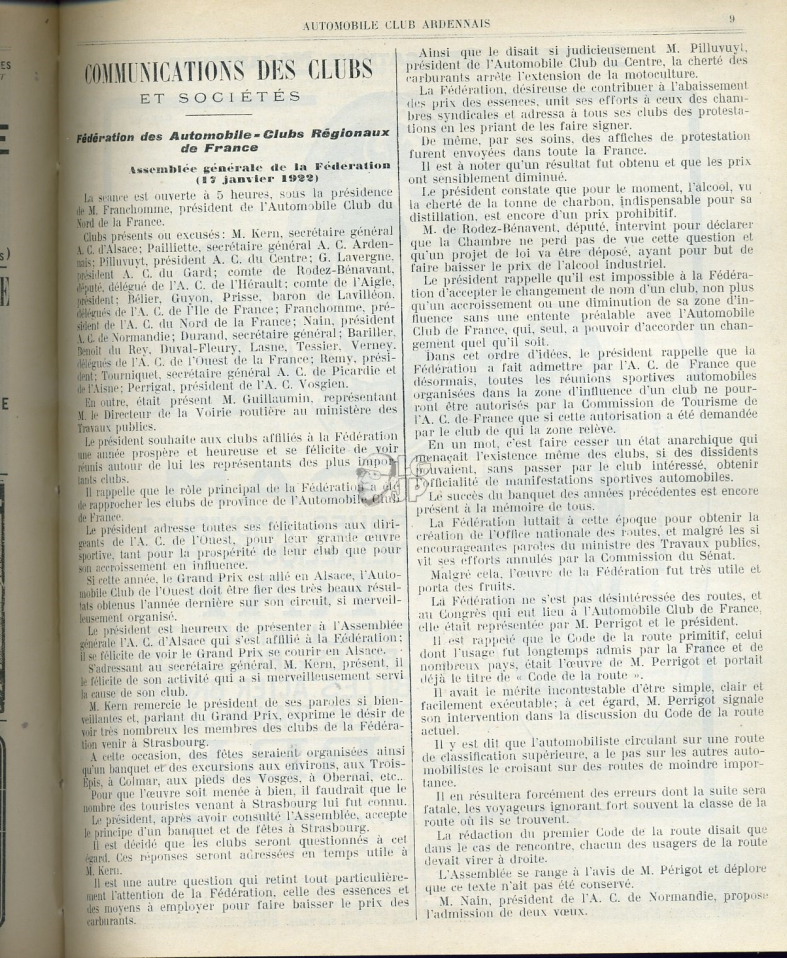 AUTOMOBILE CLUB ARDENNAIS
9
COMMUNICATIONS DES CLUBS
ET SOCIÉTÉS
Fédération des Automobile-Clubs Régionaux
de France
Assemblée générale de la Féderation
(17 janvier 1922)
La seance est ouverte à 5 heures, sous la présidence
de M. Franchomme, président de l'Automobile Club du
Nord de la France.
Clubs présents ou excusés: M. Kern, secrétaire général
A. C. d'Alsace; Pailliette, secrétaire général A. C. Arden-
nais; Pilluvuyt, président A. C. du Centre; G. Lavergne,
président A. C. du Gard; comte de Rodez-Bénavant,
député, délégué de l'A. C. de l'Hérault; comte de l'Aigle,
président; Bélier, Guyon, Prisse, baron de Lavilléon,
délégués de l'A. C. de l'Ile de France; Franchomme, pré-
sident de l'A. C. du Nord de la France; Nain, président
A. C. de Normandie; Durand, secrétaire général; Bariller,
Benoit du Rey, Duval-Fleury, Lasne, Tessier, Verney,
délégués de l'A. C. de l'Ouest de la France; Remy, prési-
dent; Tourniquet, secrétaire général A. C. de Picardie et
de l'Aisne; Perrigat, président de l'A. C. Vosgien.
En outre, était présent M. Guillaumin, représentant
M. le Directeur de la Voirie routière au ministère des
Travaux publics.
Le président souhaite aux clubs affiliés à la Fédération
une année prospère et heureuse et se félicite de voir
réunis autour de lui les représentants des plus impor-
tants clubs.
Il rappelle que le rôle principal de la Fédération a été
de rapprocher les clubs de province de l'Automobile Club
de France.
Le président adresse toutes ses félicitations aux diri-
geants de l'A. C. de l'Ouest, pour leur grande œuvre
sportive, tant pour la prospérité de leur club que pour
son accroissement en influence.
Si cette année, le Grand Prix est allé en Alsace, l'Auto-
mobile Club de l'Ouest doit être fier des très beaux résul-
tats obtenus l'année dernière sur son circuit, si merveil-
leusement organisé.
Le président est heureux de présenter à l'Assemblée
générale l'A. C. d'Alsace qui s'est affilié à la Fédération;
il se félicite de voir le Grand Prix se courir en Alsace.
S'adressant au secrétaire général, M. Kern, présent, il
le félicite de son activité qui a si merveilleusement servi
la cause de son club.
M. Kern remercie le président de ses paroles si bien-
veillantes et, parlant du Grand Prix, exprime le désir de
voir très nombreux les membres des clubs de la Fédéra-
tion venir à Strasbourg.
A cette occasion, des fêtes seraient organisées ainsi
qu'un banquet et des excursions aux environs, aux Trois-
Epis, à Colmar, aux pieds des Vosges, à Obernai, etc..
Pour que l'œuvre soit menée à bien, il faudrait que le
nombre des touristes venant à Strasbourg lui fut connu.
Le président, après avoir consulté l'Assemblée, accepte
le principe d'un banquet et de fêtes à Strasbourg.
Il est décidé que les clubs seront questionnés à cet
égard. Ces réponses seront adressées en temps utile à
M. Kern.
Il est une autre question qui retint tout particulière-
ment l'attention de la Fédération, celle des essences et
des moyens à employer pour faire baisser le prix des
carburants.
Ainsi que le disait si judicieusement M. Pilluvuyt,
président de l'Automobile Club du Centre, la cherté des
carburants arrête l'extension de la motoculture.
La Fédération, désireuse de contribuer à l'abaissement
des prix des essences, unit ses efforts à ceux des cham-
bres syndicales et adressa à tous ses clubs des protesta-
tions en les priant de les faire signer.
De même, par ses soins, des affiches de protestation
furent envoyées dans toute la France.
Il est à noter qu'un résultat fut obtenu et que les prix
ont sensiblement diminué.
Le président constate que pour le moment, l'alcool, vu
la cherté de la tonne de charbon, indispensable pour sa
distillation, est encore d'un prix prohibitif.
M. de Rodez-Bénavent, député, intervint pour déclarer
que la Chambre ne perd pas de vue cette question et
qu'un projet de loi va être déposé, ayant pour but de
faire baisser le prix de l'alcool industriel.
Le président rappelle qu'il est impossible à la Fédéra-
tion d'accepter le changement de nom d'un club, non plus
qu'un accroissement ou une diminution de sa zone d'in-
fluence sans une entente préalable avec l'Automobile
Club de France, qui, seul, a pouvoir d'accorder un chan-
gement quel qu'il soit.
Dans cet ordre d'idées, le président rappelle que la
Fédération a fait admettre par l'A. C. de France que
désormais, toutes les réunions sportives automobiles
organisées dans la zone d'influence d'un club ne pour-
ront être autorisés par la Commission de Tourisme de
l'A. C. de France que si cette autorisation a été demandée
par le club de qui la zone relève.
En un mot, c'est faire cesser un état anarchique qui
menaçait l'existence même des clubs, si des dissidents
pouvaient, sans passer par le club intéressé, obtenir
l'officialité de manifestations sportives automobiles.
Le succès du banquet des années précédentes est encore
présent à la mémoire de tous.
La Fédération luttait à cette époque pour obtenir la
création de l'Office nationale des routes, et malgré les si
encourageantes paroles du ministre des Travaux publics,
vit ses efforts annulés par la Commission du Sénat.
Malgré cela, l'œuvre de la Fédération fut très utile et
porta des fruits.
La Fédération ne s'est pas désintéressée des routes, et
au Congrès qui eut lieu à l'Automobile Club de France,
elle était représentée par M. Perrigot et le président.
Il est rappelé que le Code de la route primitif, celui
dont l'usage fut longtemps admis par la France et de
nombreux pays, était l'œuvre de M. Perrigot et portait
déjà le titre de « Code de la route ».
Il avait le mérite incontestable d'être simple, clair et
facilement exécutable; à cet égard, M. Perrigot signale
son intervention dans la discussion du Code de la route
actuel.
Il y est dit que l'automobiliste circulant sur une route
de classification supérieure, a le pas sur les autres auto-
mobilistes le croisant sur des routes de moindre impor-
tance.
Il en résultera forcément des erreurs dont la suite sera
fatale, les voyageurs ignorant fort souvent la classe de la
route où ils se trouvent.
La rédaction du premier Code de la route disait que
dans le cas de rencontre, chacun des usagers de la route
devait virer à droite.
L'Assemblée se range à l'avis de M. Périgot et déplore
que ce texte n'ait pas été conservé.
M. Nain, président de l'A. C. de Normandie, propose
l'admission de deux vœux.